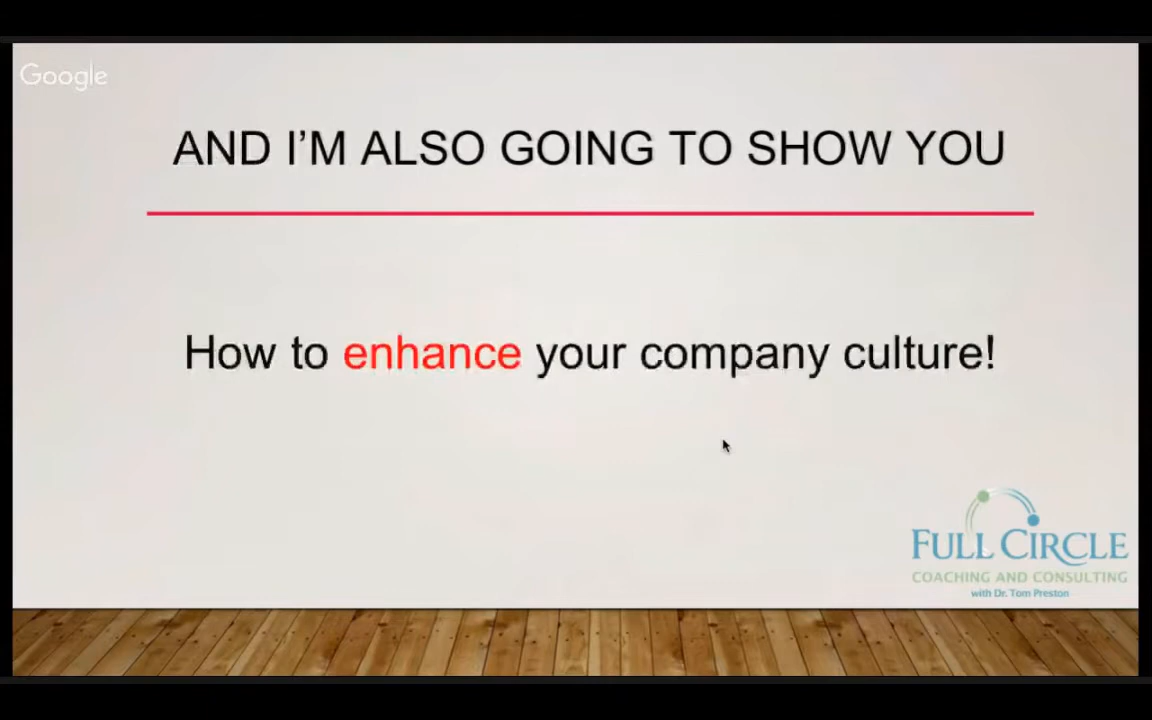 Google
AND I’M ALSO GOING TO SHOW YOU
How to enhance your company culture!
FULL CIRCLE
COACHING AND CONSULTING
with Dr. Tom Preston